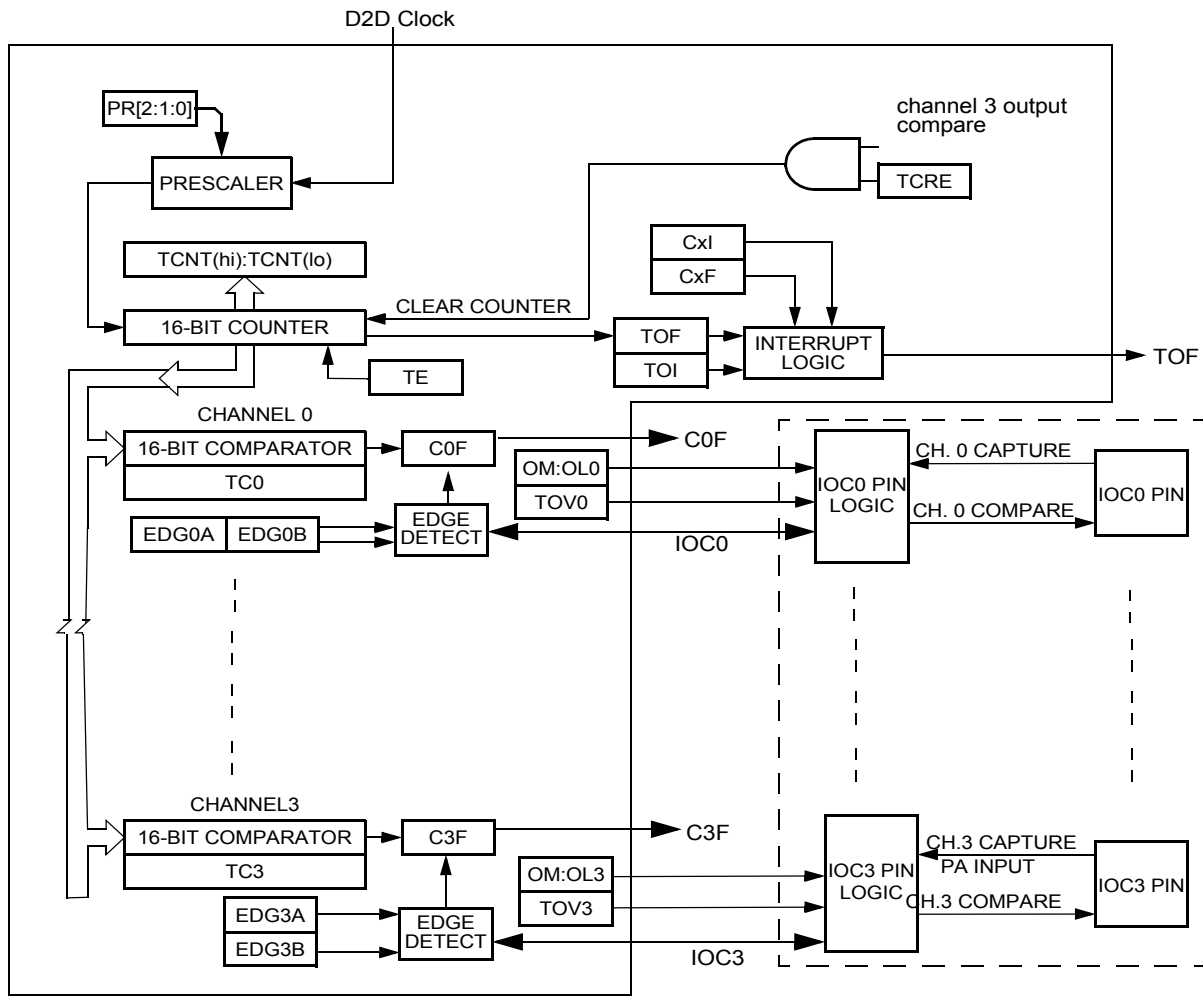 D2D Clock
PR[2:1:0]
channel 3 output
compare
PRESCALER
TCRE
TCNT(hi):TCNT(lo)
CxI
CxF
CLEAR COUNTER
16-BIT COUNTER
TOF
TOI
INTERRUPT
LOGIC
TOF
TE
CHANNEL 0
16-BIT COMPARATOR
TC0
C0F
C0F
OM:OL0
TOV0
IOC0 PIN
LOGIC
CH. 0 CAPTURE
CH. 0 COMPARE
IOC0 PIN
EDG0A
EDG0B
EDGE
DETECT
IOC0
CHANNEL3
16-BIT COMPARATOR
TC3
C3F
C3F
OM:OL3
TOV3
IOC3 PIN
LOGIC
CH.3 CAPTURE
PA INPUT
CH.3 COMPARE
IOC3 PIN
EDG3A
EDG3B
EDGE
DETECT
IOC3